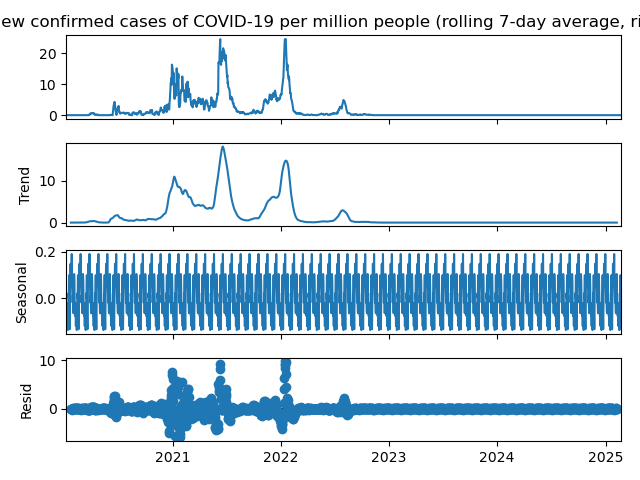 ew confirmed cases of COVID-19 per million people (rolling 7-day average, ri
20
10
0
Trend
10
0
Seasonal
0.2
0.0
Resid
10
0
2021 2022 2023 2024 2025